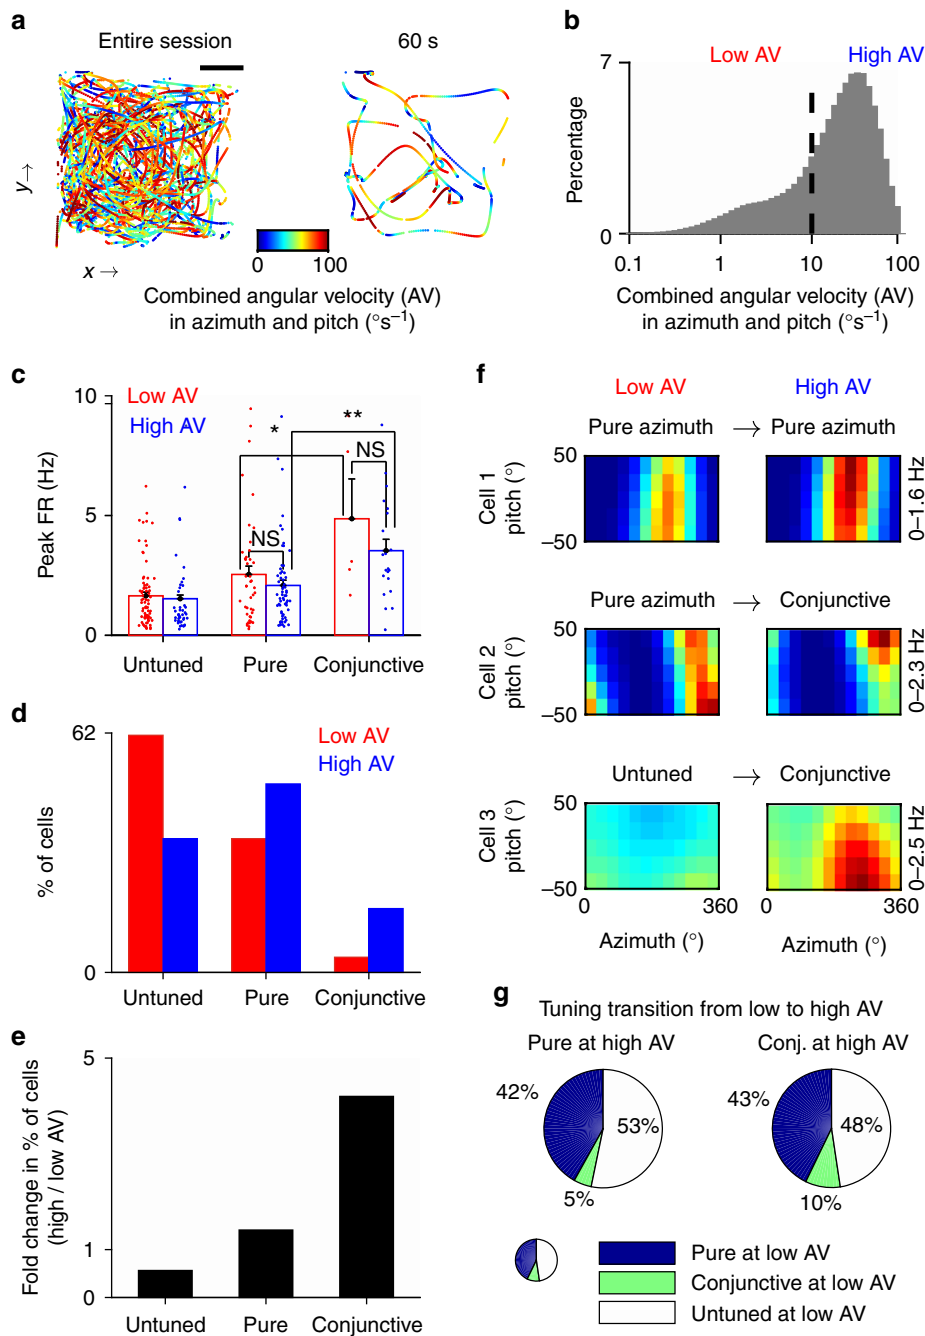 a
Entire session
60 s
y→
x→
0
100
Combined angular velocity (AV)
in azimuth and pitch (°s–1)
b
Low AV
High AV
Percentage
7
0
0.1
1
10
100
Combined angular velocity (AV)
in azimuth and pitch (°s–1)
c
Low AV
High AV
Peak FR (Hz)
10
5
0
*
**
NS
NS
Untuned
Pure
Conjunctive
d
Low AV
High AV
% of cells
62
0
Untuned
Pure
Conjunctive
e
Fold change in % of cells
(high / low AV)
5
1
0
Untuned
Pure
Conjunctive
f
Low AV
High AV
Pure azimuth → Pure azimuth
Cell 1
pitch (°)
50
–50
0–1.6 Hz
Pure azimuth → Conjunctive
Cell 2
pitch (°)
50
–50
0–2.3 Hz
Untuned → Conjunctive
Cell 3
pitch (°)
50
–50
0–2.5 Hz
0
360
0
360
Azimuth (°)
Azimuth (°)
g
Tuning transition from low to high AV
Pure at high AV
Conj. at high AV
42%
53%
5%
43%
48%
10%
Pure at low AV
Conjunctive at low AV
Untuned at low AV